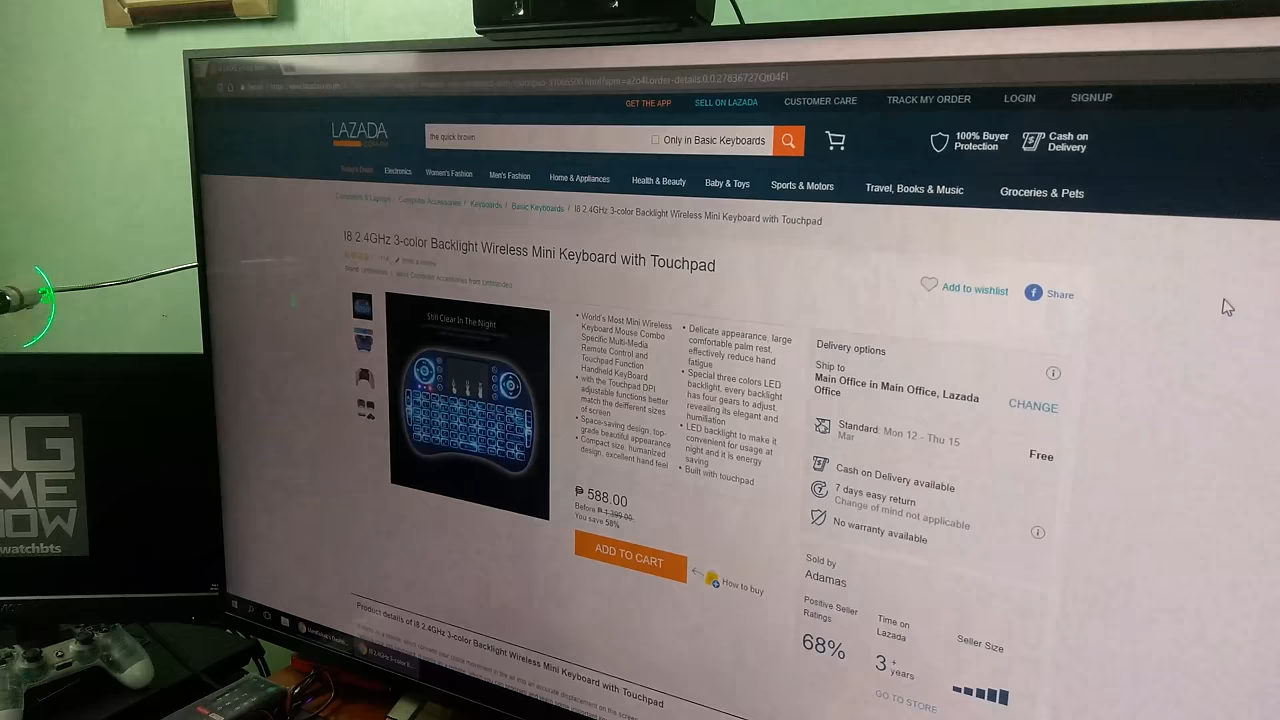 GET THE APP
SELL ON LAZADA
CUSTOMER CARE
TRACK MY ORDER
LOGIN
SIGNUP
LAZADA
the quick brown
Only in Basic Keyboards
100% Buyer
Protection
Cash on
Delivery
Electronics
Women's Fashion
Men's Fashion
Home & Appliances
Health & Beauty
Baby & Toys
Sports & Motors
Travel, Books & Music
Groceries & Pets
Computers & Laptops / Computer Accessories / Keyboards / Basic Keyboards / I8 2.4GHz 3-color Backlight Wireless Mini Keyboard with Touchpad
I8 2.4GHz 3-color Backlight Wireless Mini Keyboard with Touchpad
Add to wishlist
Share
Still Clear In The Night
• World's Most Mini Wireless
Keyboard Mouse Combo
Specific Multi-Media
Remote Control and
Touchpad Function
Handheld KeyBoard
• with the Touchpad DPI
adjustable functions better
match the deifferent sizes
of screen
• Space-saving design, top-
grade beautiful appearance
• Compact size, humanized
design, excellent hand feel
• Delicate appearance, large
comfortable palm rest,
effectively reduce hand
fatigue
• Special three colors LED
backlight, every backlight
has four gears to adjust,
revealing its elegant and
humiliation
• LED backlight to make it
convenient for usage at
night and it is energy
saving
• Built with touchpad
₱ 588.00
Before ₱ 1,399.00
You save 58%
ADD TO CART
How to buy
Delivery options
Ship to
Main Office in Main Office, Lazada
Office
CHANGE
Standard: Mon 12 - Thu 15
Mar
Free
Cash on Delivery available
7 days easy return
Change of mind not applicable
No warranty available
Sold by
Adamas
Positive Seller
Ratings
68%
Time on
Lazada
3 +
years
Seller Size
GO TO STORE
Product details of I8 2.4GHz 3-color Backlight Wireless Mini Keyboard with Touchpad
watchbts